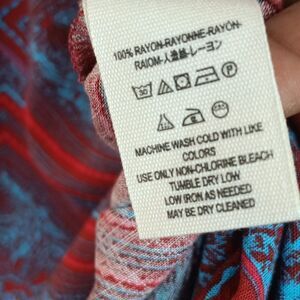 100% RAYON-RAYONNE-RAYON-
RAIOM-人造絲-レーヨン
MACHINE WASH COLD WITH LIKE
COLORS
USE ONLY NON-CHLORINE BLEACH
TUMBLE DRY LOW
LOW IRON AS NEEDED
MAY BE DRY CLEANED